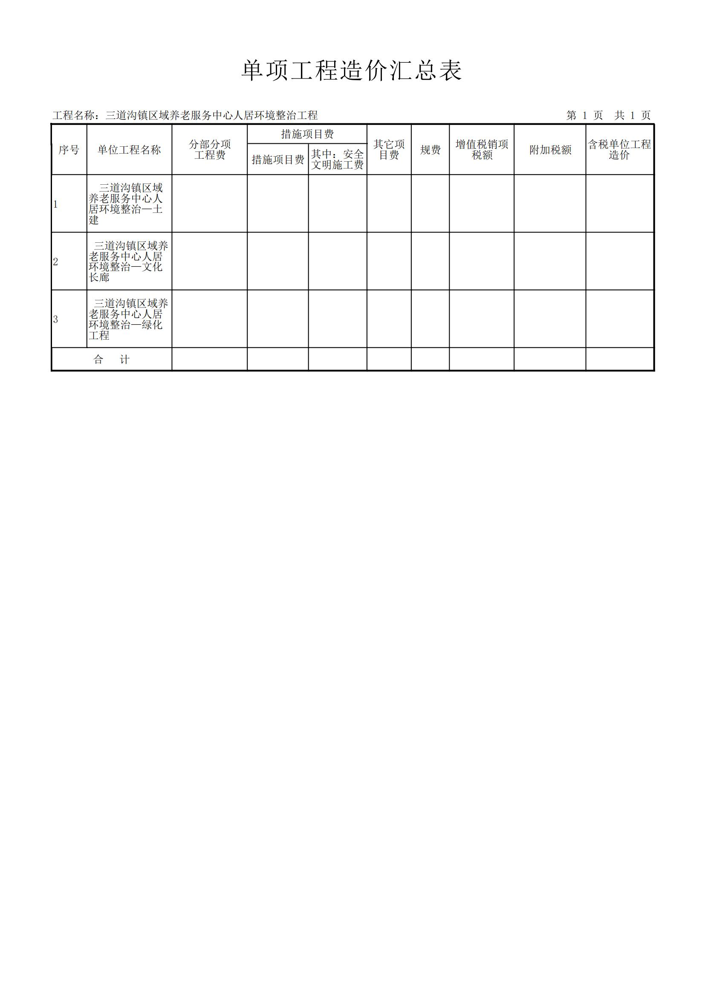 单项工程造价汇总表
工程名称：三道沟镇区域养老服务中心人居环境整治工程
第 1 页 共 1 页
序号
单位工程名称
分部分项
工程费
措施项目费
措施项目费
其中：安全
文明施工费
其它项
目费
规费
增值税销项
税额
附加税额
含税单位工程
造价
1
三道沟镇区域
养老服务中心人
居环境整治—土
建
2
三道沟镇区域养
老服务中心人居
环境整治—文化
长廊
3
三道沟镇区域养
老服务中心人居
环境整治—绿化
工程
合 计